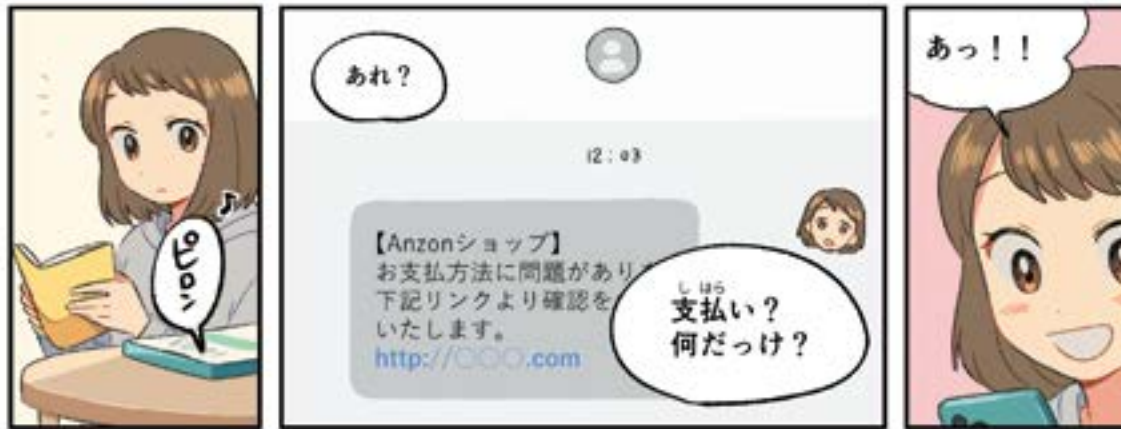 ピロン♪
あれ?
12:03
【Anzonショップ】
お支払方法に問題があり
下記リンクより確認を
いたします。
http://○○○.com
しはら
支払い?
何だっけ?
あっ!!